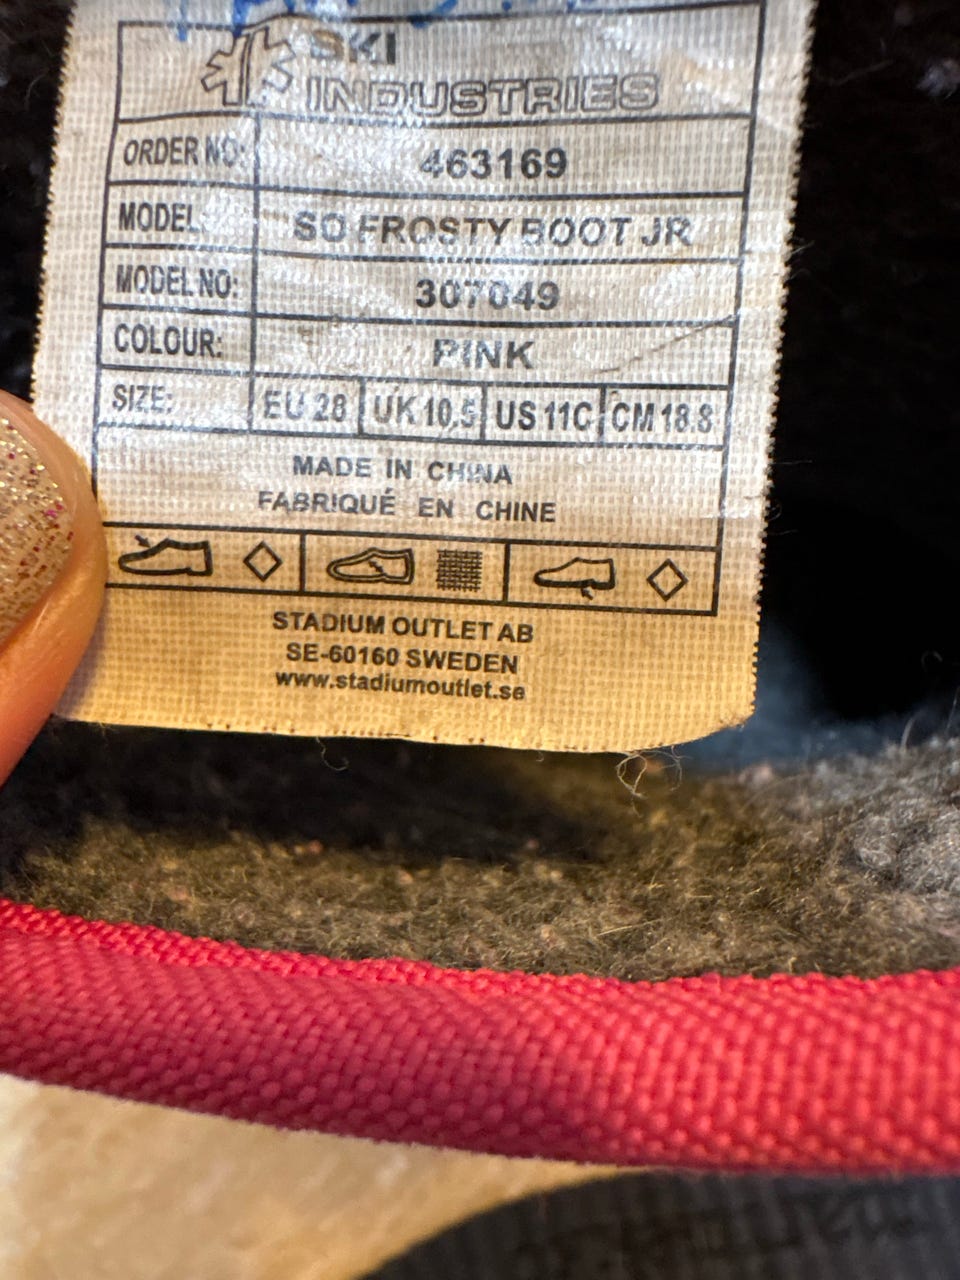 SKI
INDUSTRIES
ORDER NO: 463169
MODEL: SO FROSTY BOOT JR
MODEL NO: 307049
COLOUR: PINK
SIZE: EU 28 UK 10,5 US 11C CM 18.8
MADE IN CHINA
FABRIQUÉ EN CHINE
STADIUM OUTLET AB
SE-60160 SWEDEN
www.stadiumoutlet.se